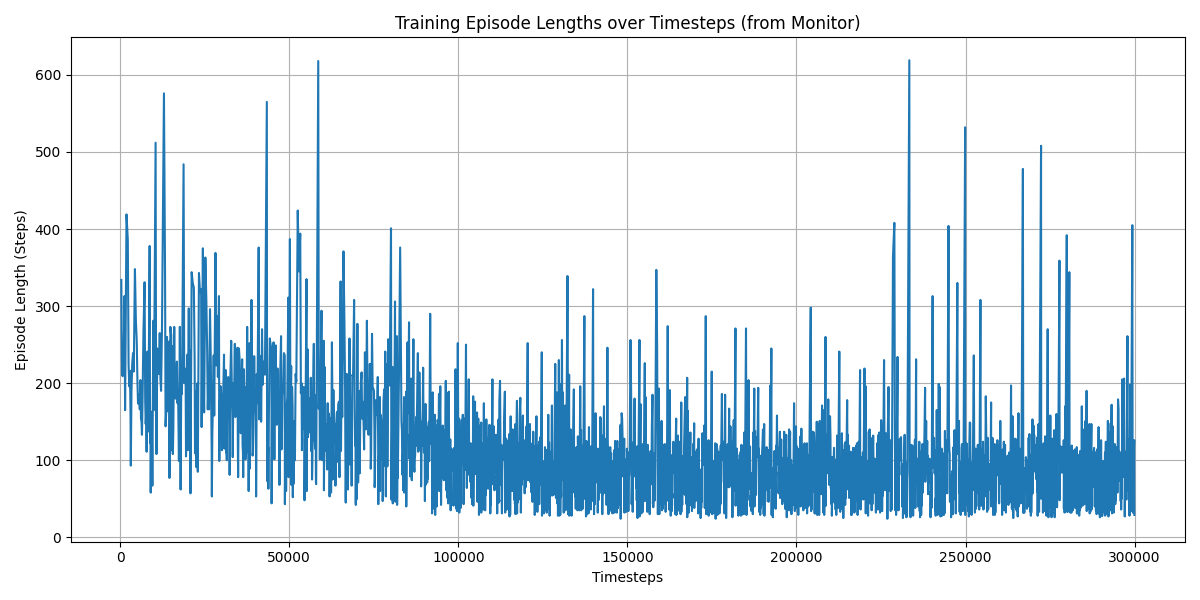 Training Episode Lengths over Timesteps (from Monitor)
Episode Length (Steps)
600
500
400
300
200
100
0
0 50000 100000 150000 200000 250000 300000
Timesteps